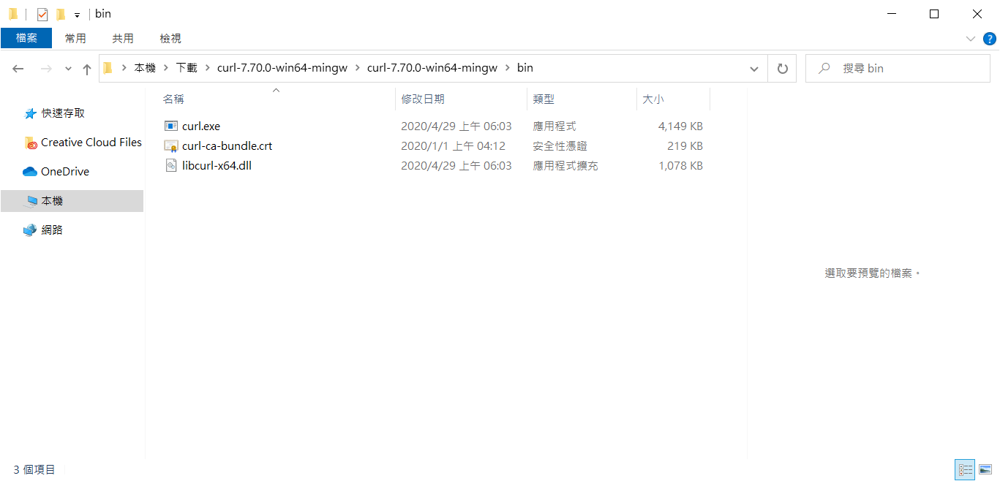 bin
檔案 常用 共用 檢視
本機 下載 curl-7.70.0-win64-mingw curl-7.70.0-win64-mingw bin 搜尋 bin
快速存取
Creative Cloud Files
OneDrive
本機
網路
名稱 修改日期 類型 大小
curl.exe 2020/4/29 上午 06:03 應用程式 4,149 KB
curl-ca-bundle.crt 2020/1/1 上午 04:12 安全性憑證 219 KB
libcurl-x64.dll 2020/4/29 上午 06:03 應用程式擴充 1,078 KB
選取要預覽的檔案。
3 個項目